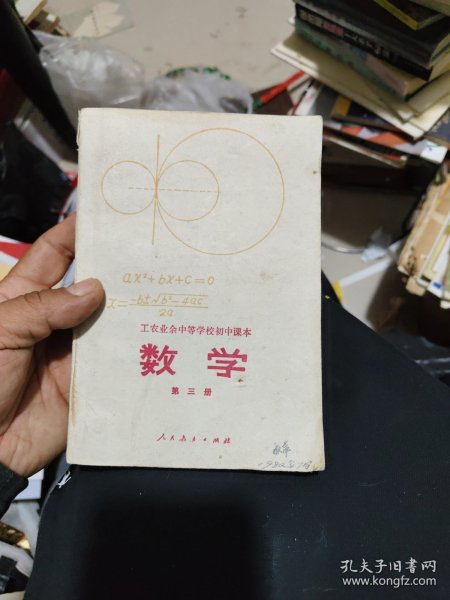 ax²+bx+c=0
x=-b±√b²-4ac
2a
工农业余中等学校初中课本
数学
第三册
人民教育出版社
孔夫子旧书网
www.kongfz.com